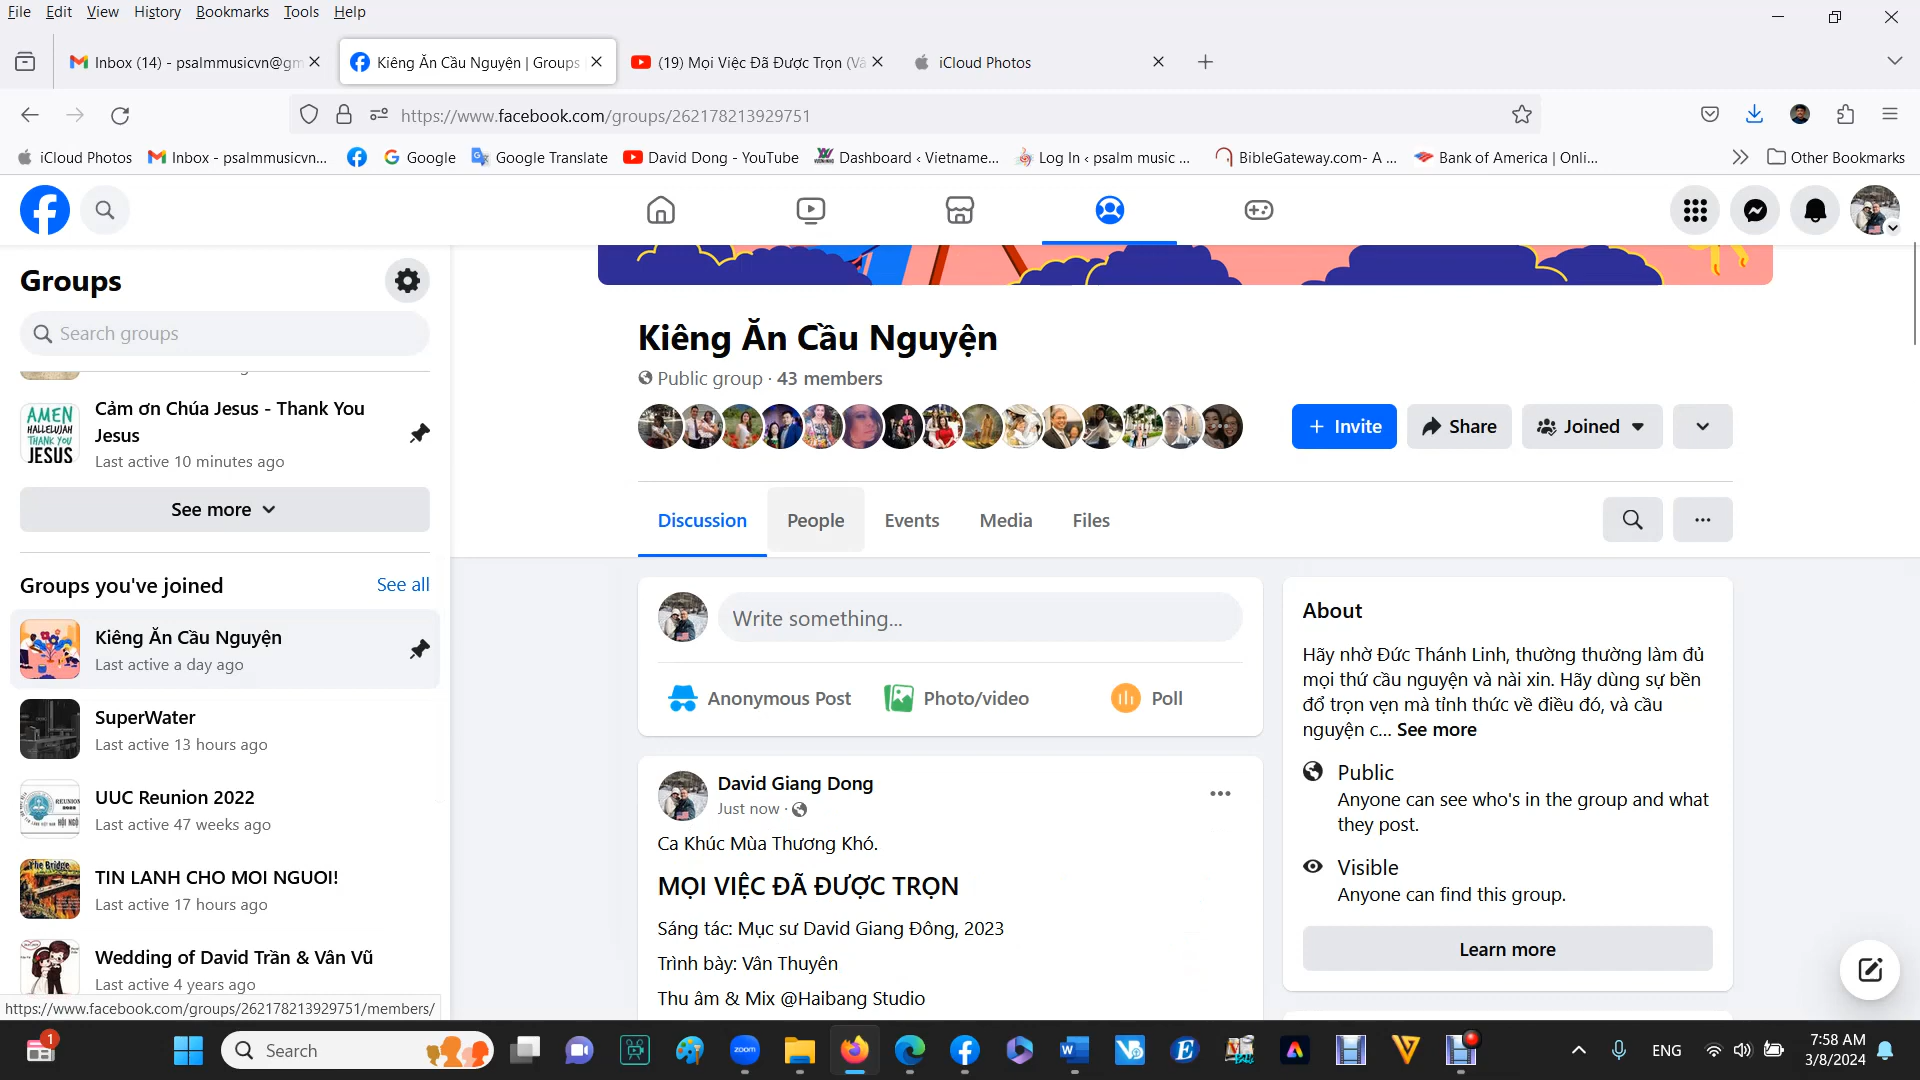 File Edit View History Bookmarks Tools Help
Inbox (14) - psalmmusicvn@gm
Kiêng Ăn Cầu Nguyện | Groups
(19) Mọi Việc Đã Được Trọn (Vâ
iCloud Photos
https://www.facebook.com/groups/262178213929751
iCloud Photos
Inbox - psalmmusicvn...
Google
Google Translate
David Dong - YouTube
Dashboard ‹ Vietname...
Log In ‹ psalm music ...
BibleGateway.com- A ...
Bank of America | Onli...
Other Bookmarks
Groups
Search groups
AMEN
HALLELUJAH
THANK YOU
JESUS
Cảm ơn Chúa Jesus - Thank You
Jesus
Last active 10 minutes ago
See more
Groups you've joined
See all
Kiêng Ăn Cầu Nguyện
Last active a day ago
SuperWater
Last active 13 hours ago
UUC Reunion 2022
Last active 47 weeks ago
TIN LANH CHO MOI NGUOI!
Last active 17 hours ago
Wedding of David Trần & Vân Vũ
Last active 4 years ago
https://www.facebook.com/groups/262178213929751/members/
Kiêng Ăn Cầu Nguyện
Public group · 43 members
Invite
Share
Joined
Discussion
People
Events
Media
Files
Write something...
Anonymous Post
Photo/video
Poll
David Giang Dong
Just now ·
Ca Khúc Mùa Thương Khó.
MỌI VIỆC ĐÃ ĐƯỢC TRỌN
Sáng tác: Mục sư David Giang Đông, 2023
Trình bày: Vân Thuyên
Thu âm & Mix @Haibang Studio
About
Hãy nhờ Đức Thánh Linh, thường thường làm đủ
mọi thứ cầu nguyện và nài xin. Hãy dùng sự bền
đổ trọn vẹn mà tỉnh thức về điều đó, và cầu
nguyện c... See more
Public
Anyone can see who's in the group and what
they post.
Visible
Anyone can find this group.
Learn more
1
Search
zoom
ENG
7:58 AM
3/8/2024